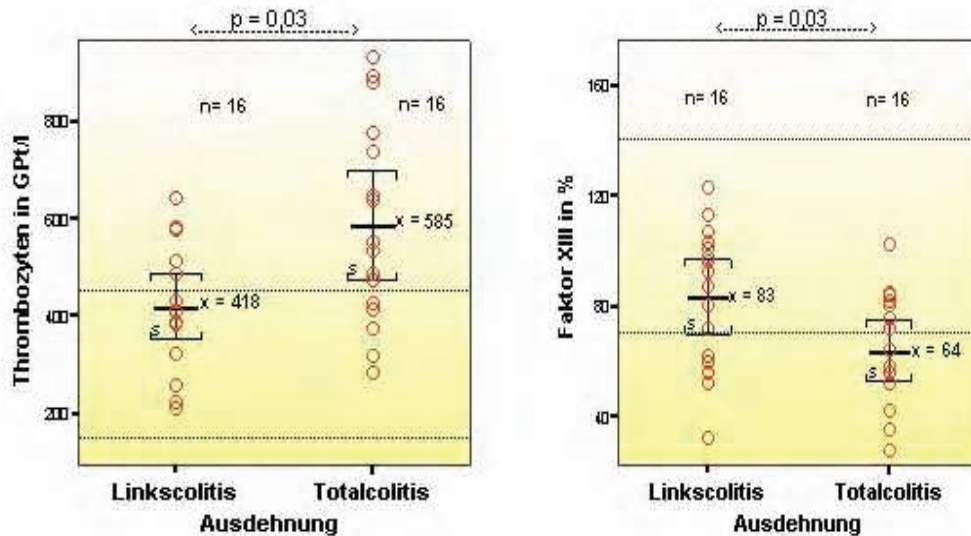 p = 0,03
n= 16
n= 16
Thrombozyten in GPt/l
800
600
400
200
x = 418
x = 585
s
s
Linkscolitis
Totalcolitis
Ausdehnung
p = 0,03
n= 16
n= 16
Faktor XIII in %
160
120
80
40
x = 83
x = 64
s
s
Linkscolitis
Totalcolitis
Ausdehnung